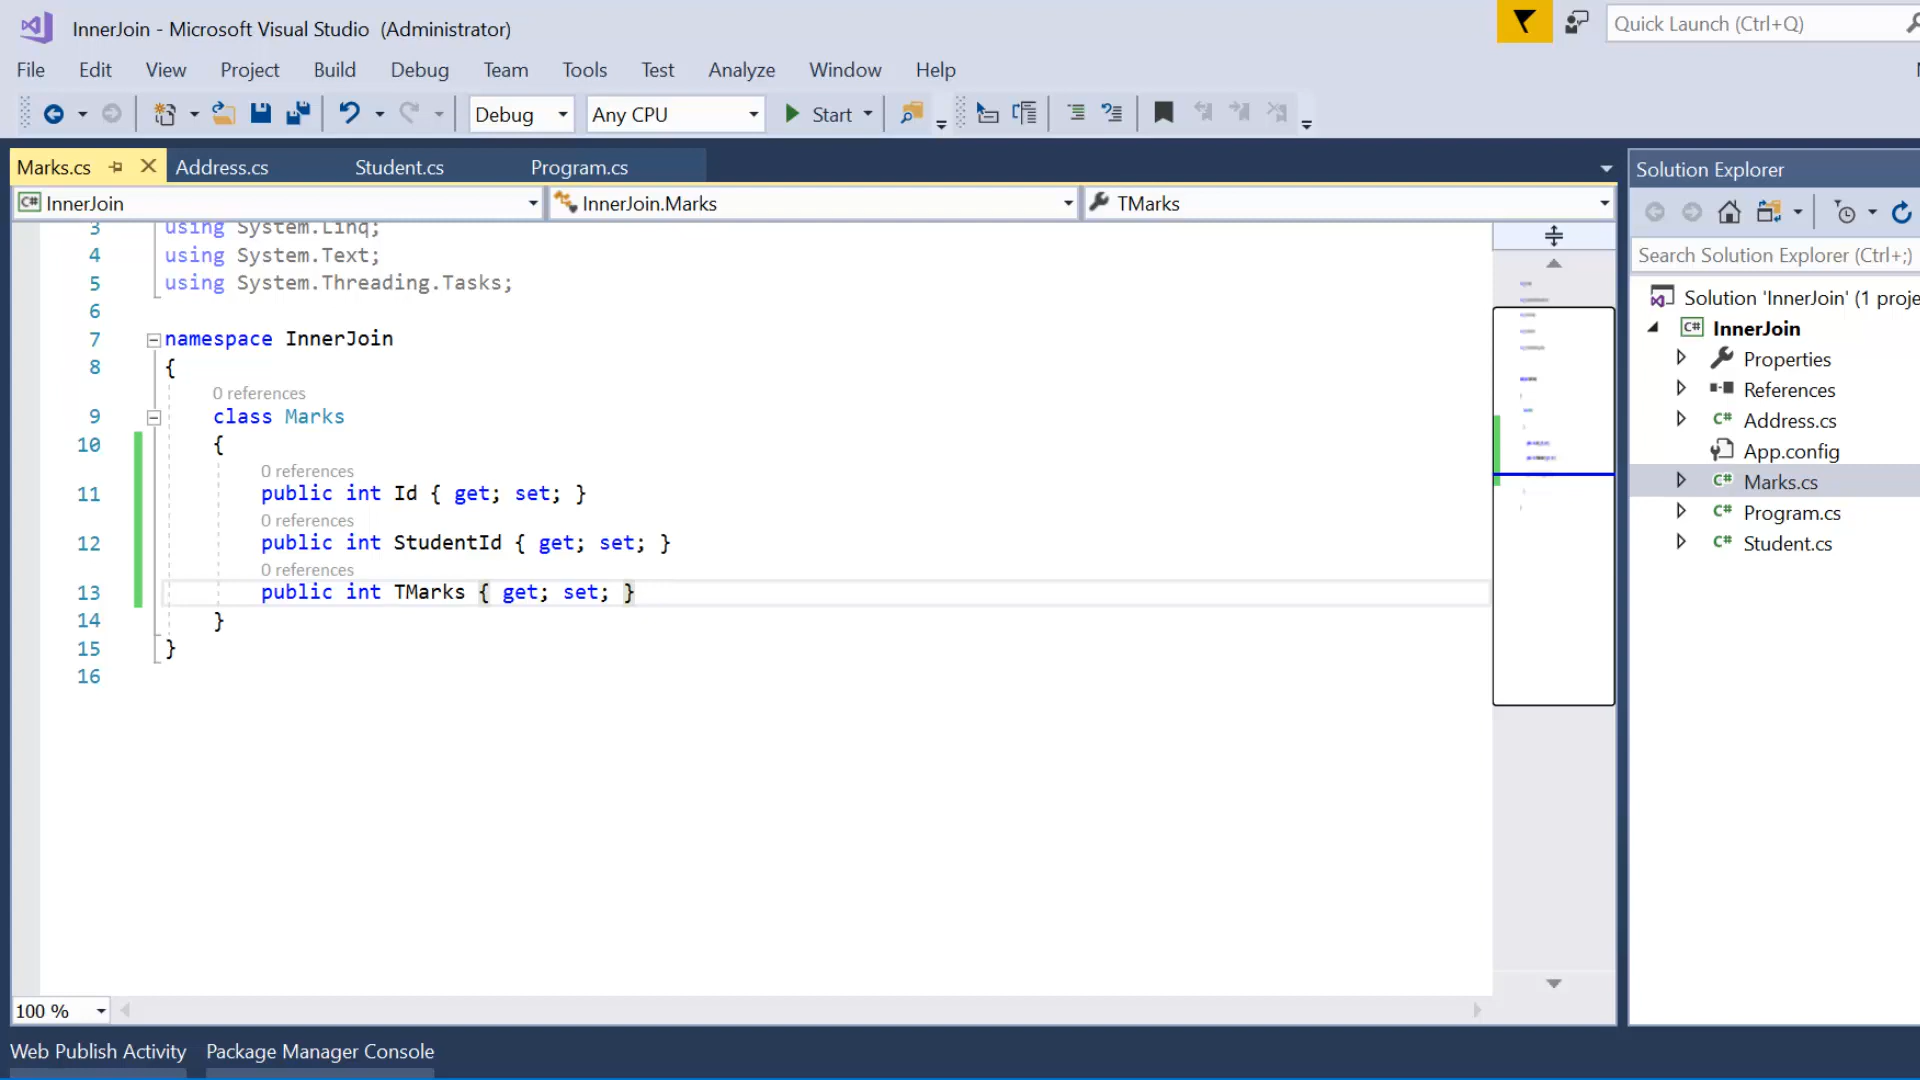 InnerJoin - Microsoft Visual Studio (Administrator)
Quick Launch (Ctrl+Q)
File Edit View Project Build Debug Team Tools Test Analyze Window Help
Debug Any CPU Start
Marks.cs Address.cs Student.cs Program.cs
InnerJoin InnerJoin.Marks TMarks
3 using System.Linq;
4 using System.Text;
5 using System.Threading.Tasks;
6
7 namespace InnerJoin
8 {
0 references
9 class Marks
10 {
0 references
11 public int Id { get; set; }
0 references
12 public int StudentId { get; set; }
0 references
13 public int TMarks { get; set; }
14 }
15 }
16
100 %
Web Publish Activity Package Manager Console
Solution Explorer
Search Solution Explorer (Ctrl+;)
Solution 'InnerJoin' (1 proje
C# InnerJoin
Properties
References
C# Address.cs
App.config
C# Marks.cs
C# Program.cs
C# Student.cs